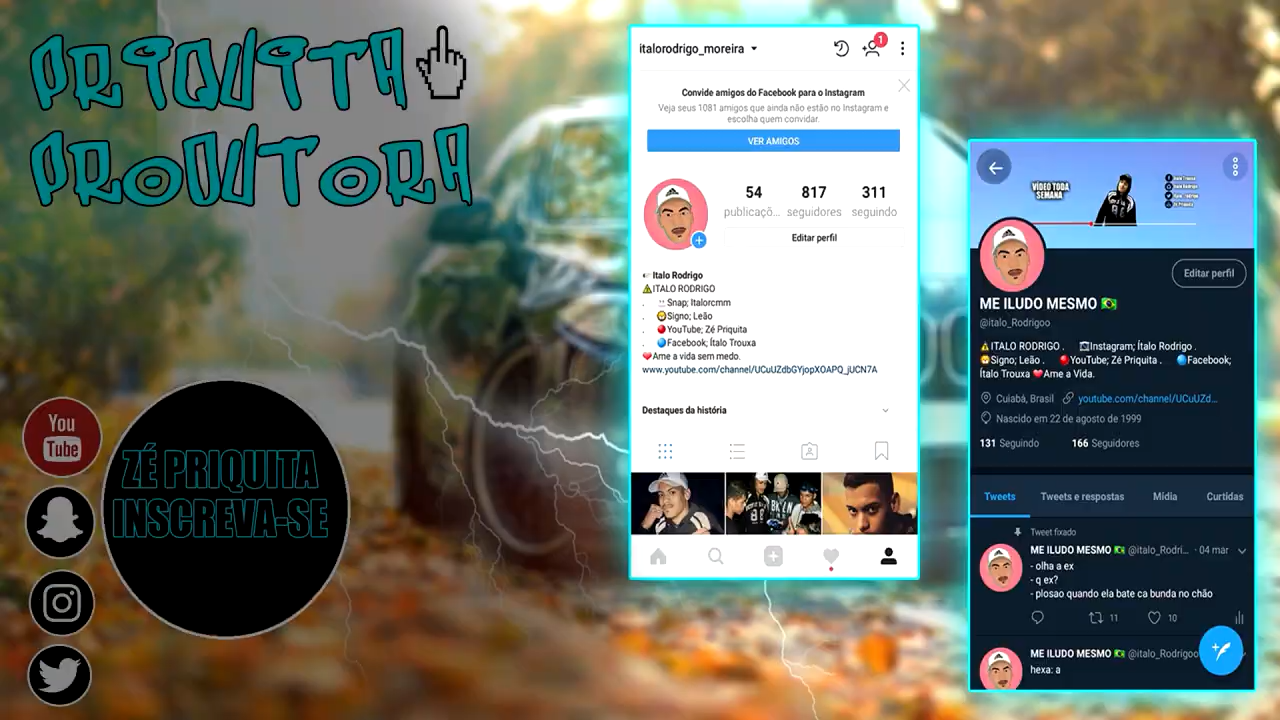 PRIQUITA
PRODUTORA
You
Tube
ZÉ PRIQUITA
INSCREVA-SE
italorodrigo_moreira
1
Convide amigos do Facebook para o Instagram
Veja seus 1081 amigos que ainda não estão no Instagram e
escolha quem convidar.
VER AMIGOS
54 817 311
publicaçõ... seguidores seguindo
Editar perfil
Italo Rodrigo
⚠ITALO RODRIGO
. Snap; Italorcmm
. Signo; Leão
. YouTube; Zé Priquita
. Facebook; Ítalo Trouxa
❤Ame a vida sem medo.
www.youtube.com/channel/UCuUZdbGYjopXOAPQ_jUCN7A
Destaques da história
VÍDEO TODA
SEMANA
Editar perfil
ME ILUDO MESMO 🇧🇷
@italo_Rodrigoo
⚠ITALO RODRIGO . Instagram; Ítalo Rodrigo .
Signo; Leão . YouTube; Zé Priquita . Facebook;
Ítalo Trouxa ❤Ame a Vida.
Cuiabá, Brasil youtube.com/channel/UCuUZd...
Nascido em 22 de agosto de 1999
131 Seguindo 166 Seguidores
Tweets Tweets e respostas Mídia Curtidas
Tweet fixado
ME ILUDO MESMO 🇧🇷 @italo_Rodri... · 04 mar
- olha a ex
- q ex?
- plosao quando ela bate ca bunda no chão
11 10
ME ILUDO MESMO 🇧🇷 @italo_Rodrigoo
hexa: a